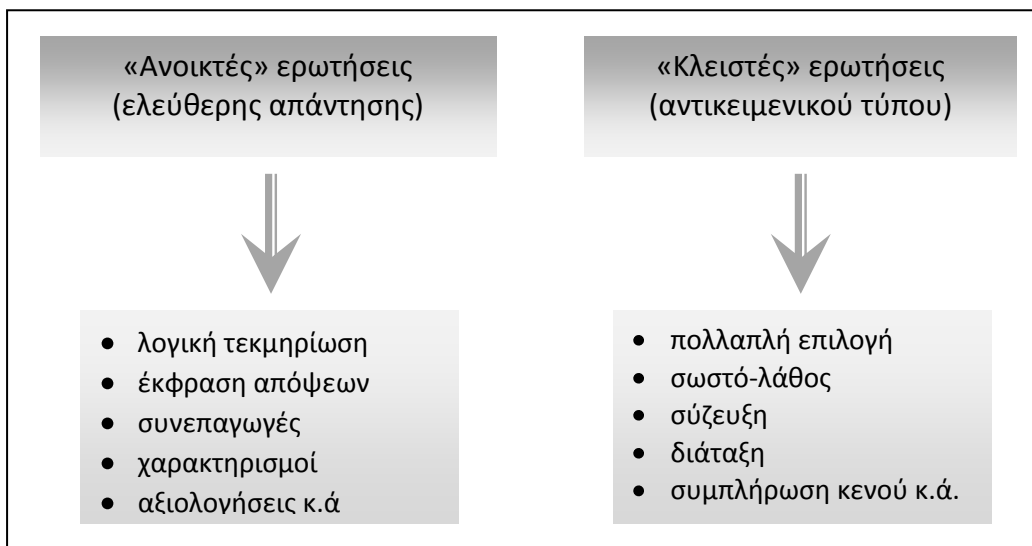 «Ανοικτές» ερωτήσεις
(ελεύθερης απάντησης)
• λογική τεκμηρίωση
• έκφραση απόψεων
• συνεπαγωγές
• χαρακτηρισμοί
• αξιολογήσεις κ.ά
«Κλειστές» ερωτήσεις
(αντικειμενικού τύπου)
• πολλαπλή επιλογή
• σωστό-λάθος
• σύζευξη
• διάταξη
• συμπλήρωση κενού κ.ά.